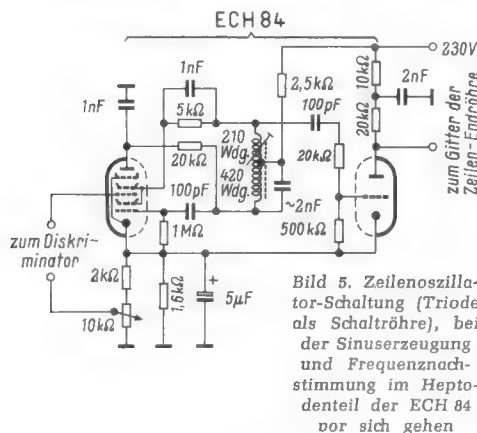 ECH 84
230V
1nF
1nF
5kΩ
20kΩ
100pF
210
Wdg.
420
Wdg.
2,5kΩ
100pF
10kΩ
2nF
20kΩ
20kΩ
~2nF
500kΩ
zum Gitter der
Zeilen-Endröhre
zum Diskri-
minator
1MΩ
2kΩ
10kΩ
1,6kΩ
+
5µF
Bild 5. Zeilenoszilla-
tor-Schaltung (Triode
als Schaltröhre), bei
der Sinuserzeugung
und Frequenznach-
stimmung im Hepto-
denteil der ECH 84
vor sich gehen